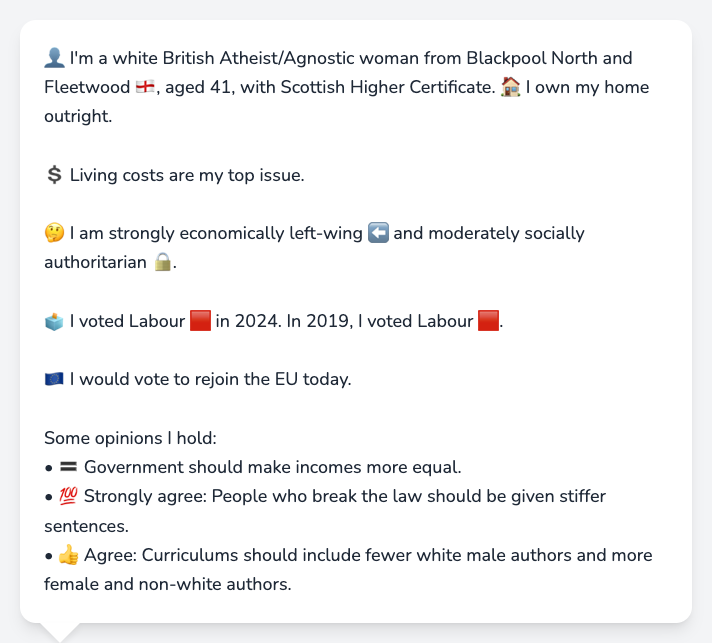 👤 I'm a white British Atheist/Agnostic woman from Blackpool North and
Fleetwood 🏴󠁧󠁢󠁥󠁮󠁧󠁿, aged 41, with Scottish Higher Certificate. 🏠 I own my home
outright.
💲 Living costs are my top issue.
🤔 I am strongly economically left-wing ⬅️ and moderately socially
authoritarian 🔒.
🗳️ I voted Labour 🟥 in 2024. In 2019, I voted Labour 🟥.
🇪🇺 I would vote to rejoin the EU today.
Some opinions I hold:
• 🟰 Government should make incomes more equal.
• 💯 Strongly agree: People who break the law should be given stiffer
sentences.
• 👍 Agree: Curriculums should include fewer white male authors and more
female and non-white authors.